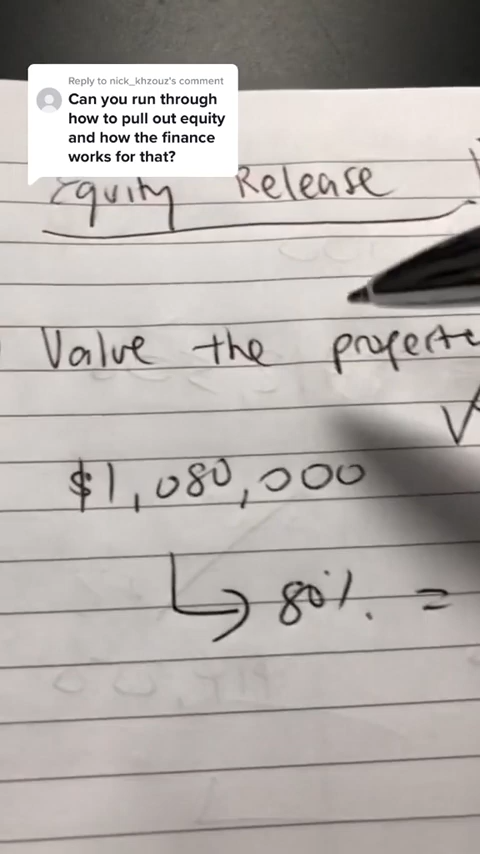 Reply to nick_khzouz's comment
Can you run through
how to pull out equity
and how the finance
works for that?
Equity Release
Value the properte
$1,080,000
80% =